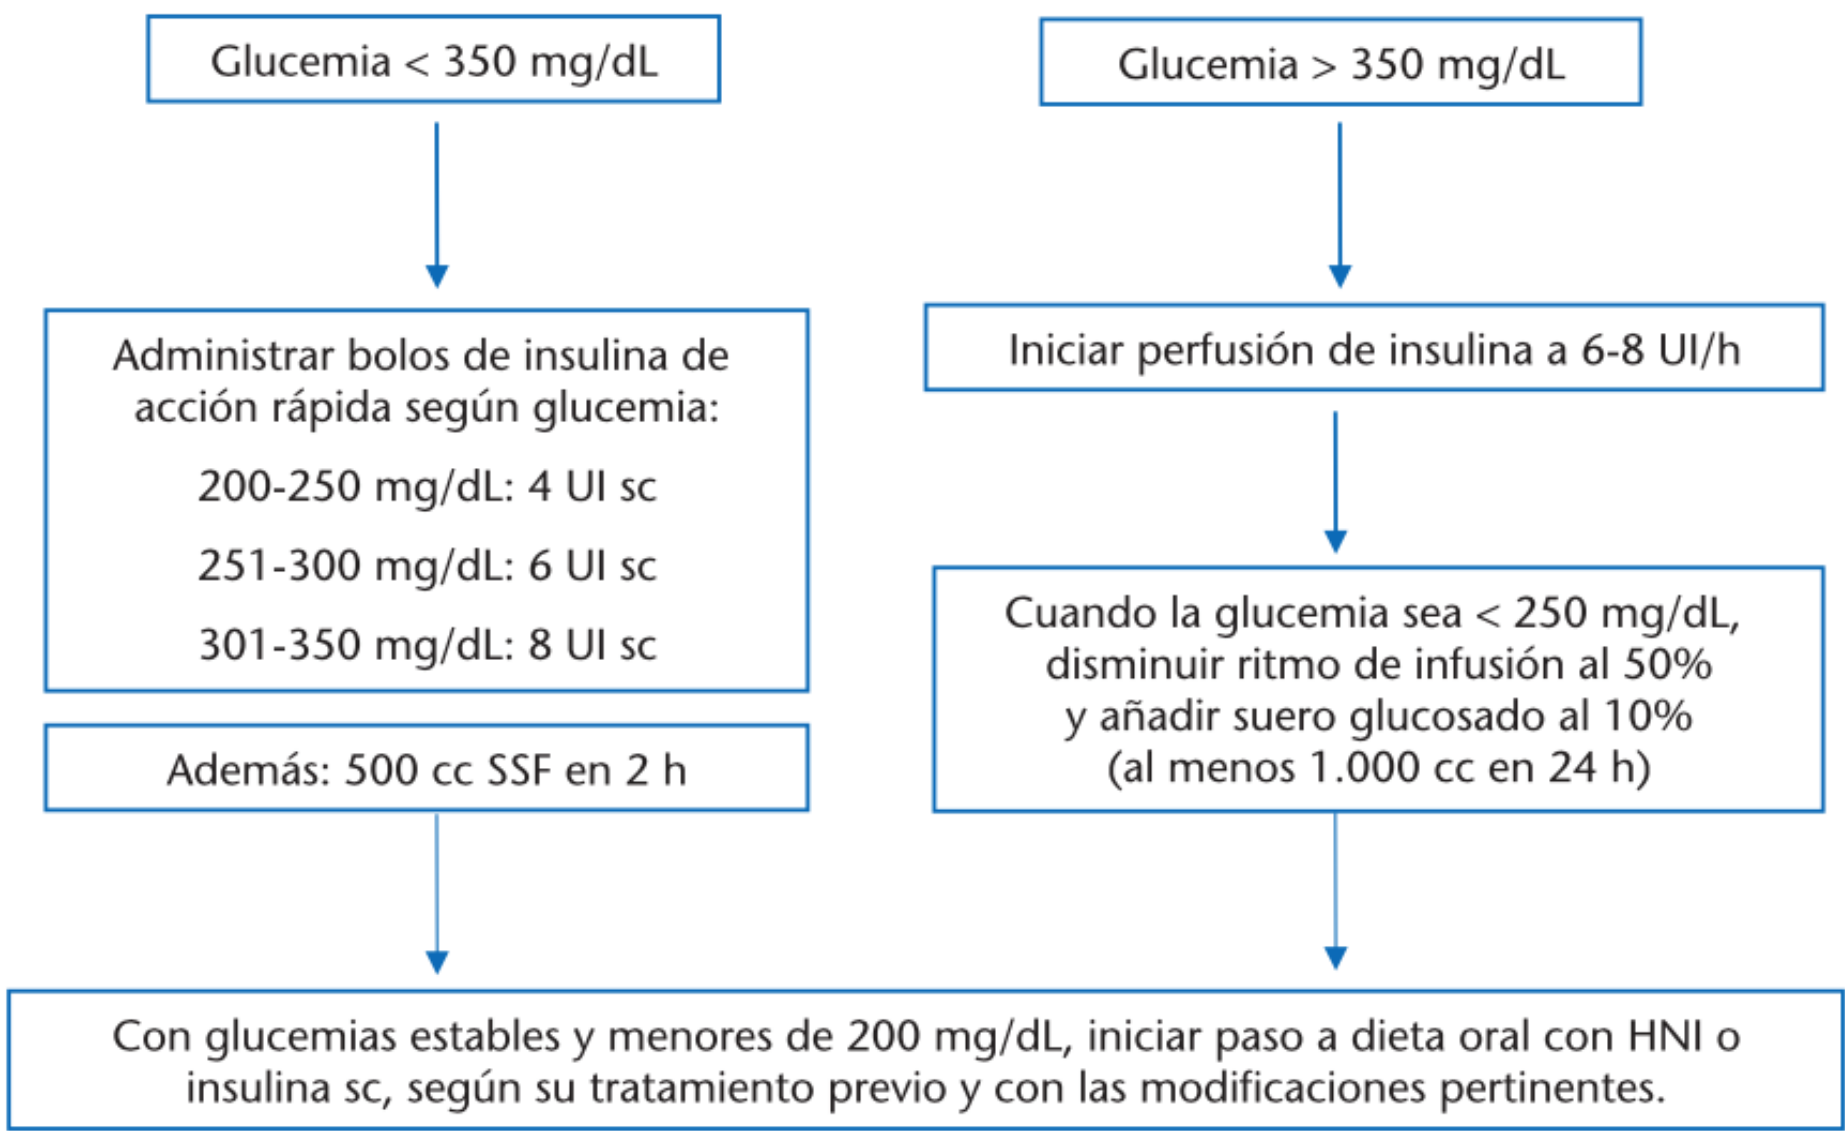 Glucemia < 350 mg/dL
Administrar bolos de insulina de
acción rápida según glucemia:
200-250 mg/dL: 4 UI sc
251-300 mg/dL: 6 UI sc
301-350 mg/dL: 8 UI sc
Además: 500 cc SSF en 2 h
Glucemia > 350 mg/dL
Iniciar perfusión de insulina a 6-8 UI/h
Cuando la glucemia sea < 250 mg/dL,
disminuir ritmo de infusión al 50%
y añadir suero glucosado al 10%
(al menos 1.000 cc en 24 h)
Con glucemias estables y menores de 200 mg/dL, iniciar paso a dieta oral con HNI o
insulina sc, según su tratamiento previo y con las modificaciones pertinentes.